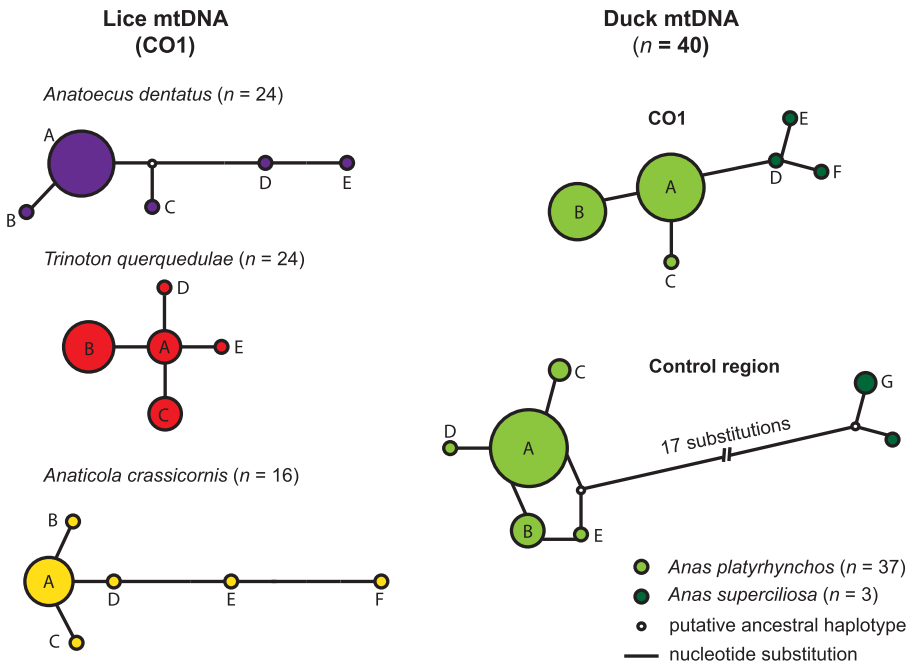 Lice mtDNA
(CO1)
Anatoecus dentatus (n = 24)
A
B
C
D
E
Trinoton querquedulae (n = 24)
D
B
A
E
C
Anaticola crassicornis (n = 16)
B
A
D
E
F
C
Duck mtDNA
(n = 40)
CO1
E
A
B
D
F
C
Control region
C
G
D
17 substitutions
A
B
E
Anas platyrhynchos (n = 37)
Anas superciliosa (n = 3)
putative ancestral haplotype
nucleotide substitution